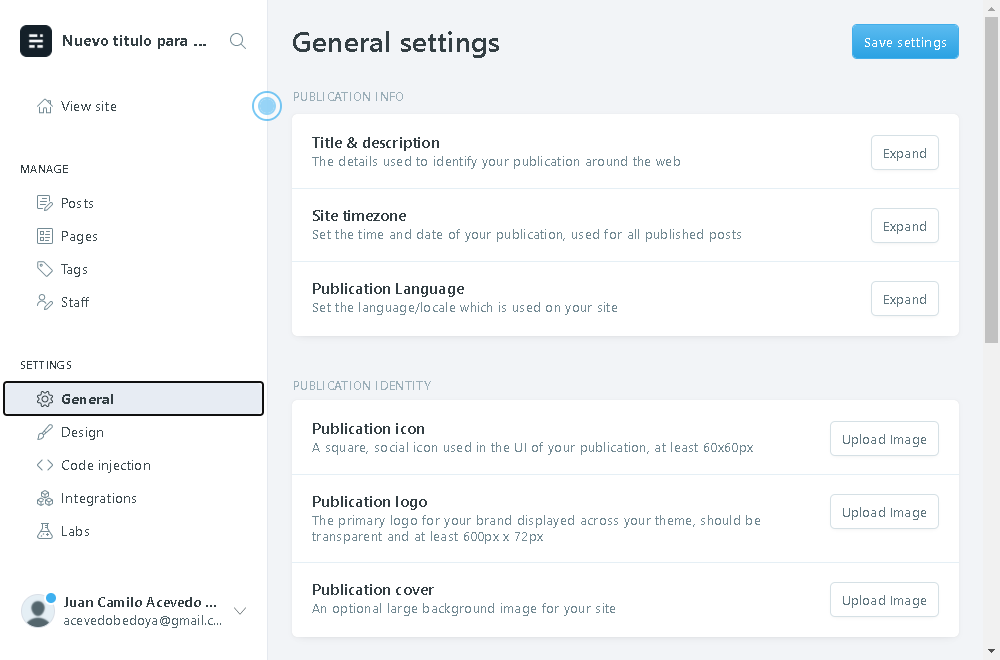 Nuevo titulo para ...
View site
MANAGE
Posts
Pages
Tags
Staff
SETTINGS
General
Design
Code injection
Integrations
Labs
Juan Camilo Acevedo ...
acevedobedoya@gmail.c...
General settings
Save settings
PUBLICATION INFO
Title & description
The details used to identify your publication around the web
Expand
Site timezone
Set the time and date of your publication, used for all published posts
Expand
Publication Language
Set the language/locale which is used on your site
Expand
PUBLICATION IDENTITY
Publication icon
A square, social icon used in the UI of your publication, at least 60x60px
Upload Image
Publication logo
The primary logo for your brand displayed across your theme, should be
transparent and at least 600px x 72px
Upload Image
Publication cover
An optional large background image for your site
Upload Image